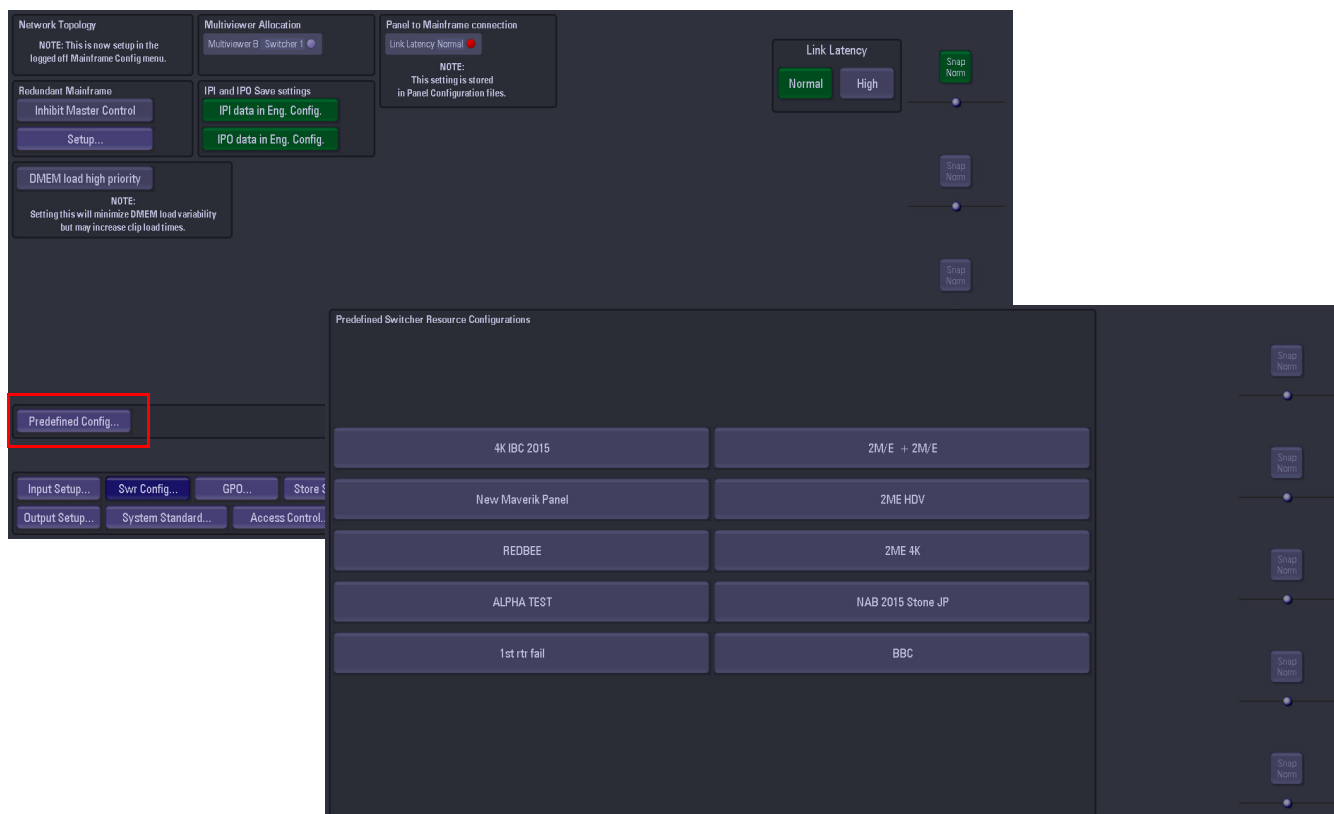 Network Topology
NOTE: This is now setup in the
logged off Mainframe Config menu.
Multiviewer Allocation
Multiviewer B Switcher 1
Panel to Mainframe connection
Link Latency Normal
NOTE:
This setting is stored
in Panel Configuration files.
Link Latency
Normal
High
Snap
Norm
Redundant Mainframe
Inhibit Master Control
Setup...
IPI and IPO Save settings
IPI data in Eng. Config.
IPO data in Eng. Config.
DMEM load high priority
NOTE:
Setting this will minimize DMEM load variability
but may increase clip load times.
Snap
Norm
Snap
Norm
Predefined Config...
Input Setup...
Swr Config...
GPO...
Store S
Output Setup...
System Standard...
Access Control..
Predefined Switcher Resource Configurations
4K IBC 2015
2M/E + 2M/E
New Maverik Panel
2ME HDV
REDBEE
2ME 4K
ALPHA TEST
NAB 2015 Stone JP
1st rtr fail
BBC
Snap
Norm
Snap
Norm
Snap
Norm
Snap
Norm
Snap
Norm